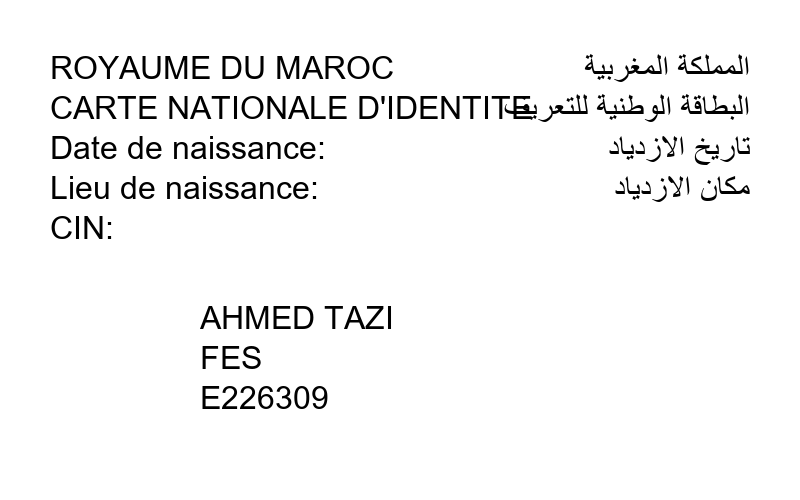 ROYAUME DU MAROC
المملكة المغربية
CARTE NATIONALE D'IDENTITE
البطاقة الوطنية للتعريف
Date de naissance:
تاريخ الازدياد
Lieu de naissance:
مكان الازدياد
CIN:
AHMED TAZI
FES
E226309